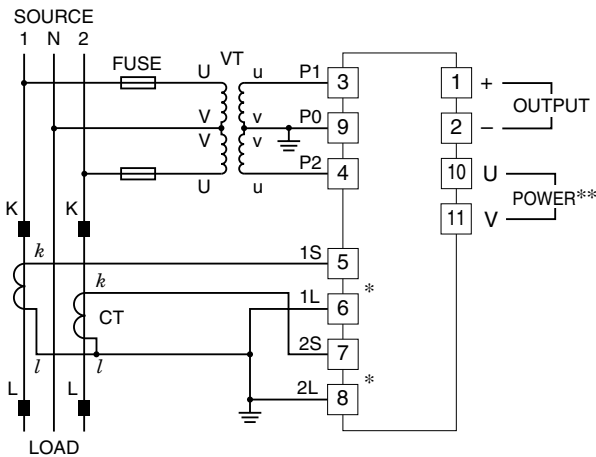 SOURCE
1 N 2
FUSE
VT
U u P1 3 1 +
OUTPUT
V v P0 9 2 –
V v
U u P2 4 10 U
POWER**
11 V
K K
k 1S 5
k 1L 6 *
CT
2S 7
l l
L L 2L 8 *
LOAD